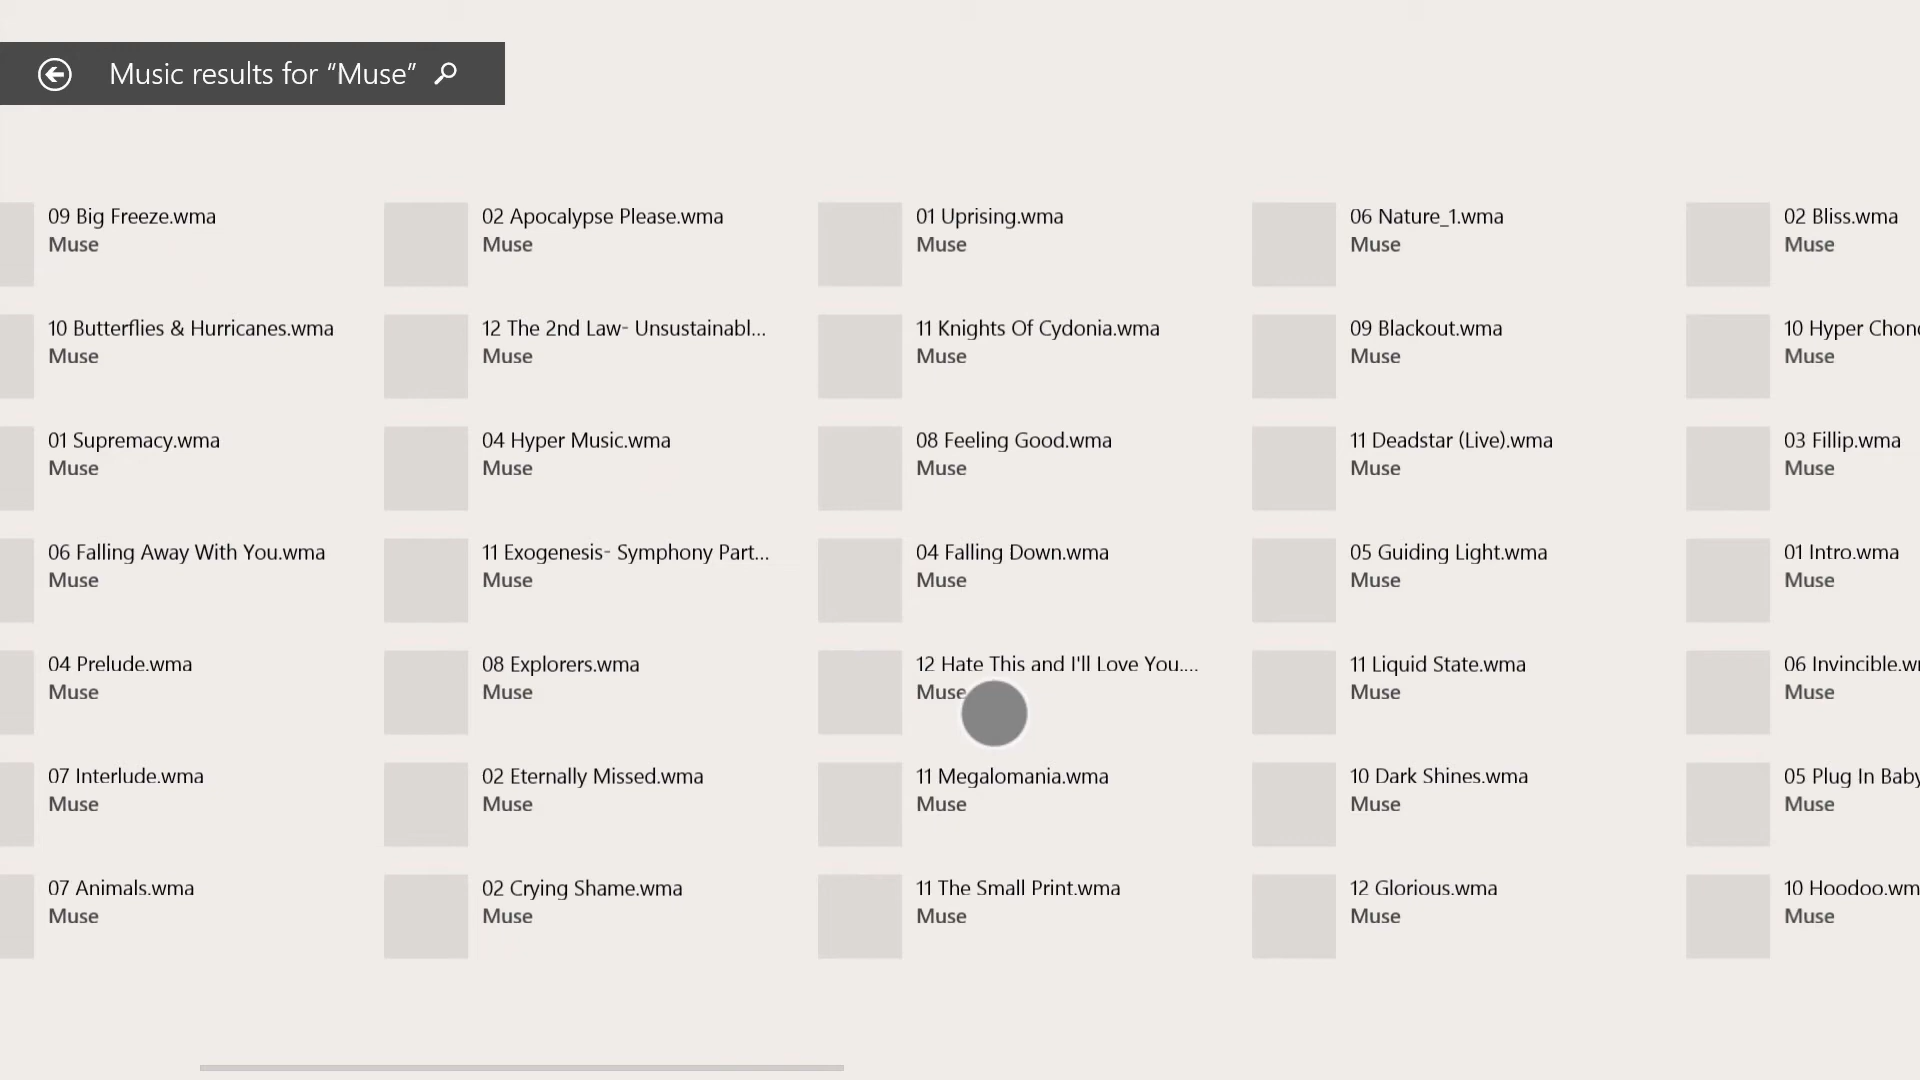 Music results for “Muse”
09 Big Freeze.wma
Muse
10 Butterflies & Hurricanes.wma
Muse
01 Supremacy.wma
Muse
06 Falling Away With You.wma
Muse
04 Prelude.wma
Muse
07 Interlude.wma
Muse
07 Animals.wma
Muse
02 Apocalypse Please.wma
Muse
12 The 2nd Law- Unsustainabl...
Muse
04 Hyper Music.wma
Muse
11 Exogenesis- Symphony Part...
Muse
08 Explorers.wma
Muse
02 Eternally Missed.wma
Muse
02 Crying Shame.wma
Muse
01 Uprising.wma
Muse
11 Knights Of Cydonia.wma
Muse
08 Feeling Good.wma
Muse
04 Falling Down.wma
Muse
12 Hate This and I'll Love You....
Muse
11 Megalomania.wma
Muse
11 The Small Print.wma
Muse
06 Nature_1.wma
Muse
09 Blackout.wma
Muse
11 Deadstar (Live).wma
Muse
05 Guiding Light.wma
Muse
11 Liquid State.wma
Muse
10 Dark Shines.wma
Muse
12 Glorious.wma
Muse
02 Bliss.wma
Muse
10 Hyper Chon
Muse
03 Fillip.wma
Muse
01 Intro.wma
Muse
06 Invincible.w
Muse
05 Plug In Baby
Muse
10 Hoodoo.wm
Muse